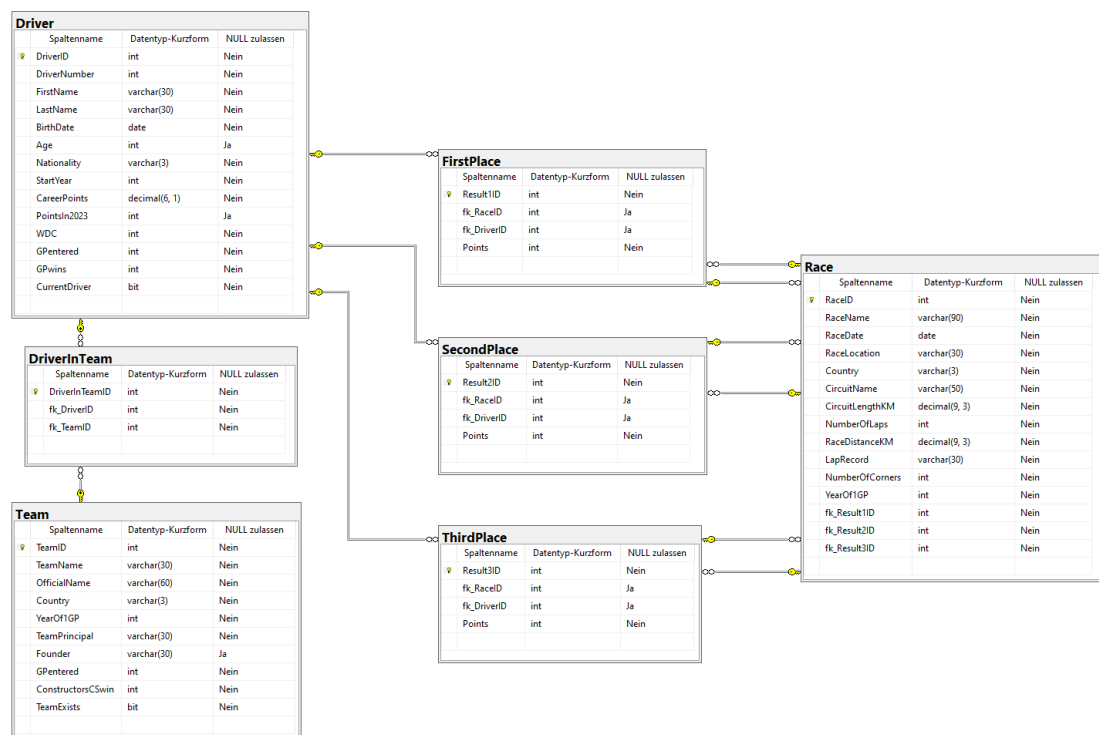 Driver
Spaltenname Datentyp-Kurzform NULL zulassen
DriverID int Nein
DriverNumber int Nein
FirstName varchar(30) Nein
LastName varchar(30) Nein
BirthDate date Nein
Age int Ja
Nationality varchar(3) Nein
StartYear int Nein
CareerPoints decimal(6, 1) Nein
PointsIn2023 int Ja
WDC int Nein
GPentered int Nein
GPwins int Nein
CurrentDriver bit Nein
DriverInTeam
Spaltenname Datentyp-Kurzform NULL zulassen
DriverInTeamID int Nein
fk_DriverID int Nein
fk_TeamID int Nein
Team
Spaltenname Datentyp-Kurzform NULL zulassen
TeamID int Nein
TeamName varchar(30) Nein
OfficialName varchar(60) Nein
Country varchar(3) Nein
YearOf1GP int Nein
TeamPrincipal varchar(30) Nein
Founder varchar(30) Ja
GPentered int Nein
ConstructorsCSwin int Nein
TeamExists bit Nein
FirstPlace
Spaltenname Datentyp-Kurzform NULL zulassen
Result1ID int Nein
fk_RaceID int Ja
fk_DriverID int Ja
Points int Nein
SecondPlace
Spaltenname Datentyp-Kurzform NULL zulassen
Result2ID int Nein
fk_RaceID int Ja
fk_DriverID int Ja
Points int Nein
ThirdPlace
Spaltenname Datentyp-Kurzform NULL zulassen
Result3ID int Nein
fk_RaceID int Ja
fk_DriverID int Ja
Points int Nein
Race
Spaltenname Datentyp-Kurzform NULL zulassen
RaceID int Nein
RaceName varchar(90) Nein
RaceDate date Nein
RaceLocation varchar(30) Nein
Country varchar(3) Nein
CircuitName varchar(50) Nein
CircuitLengthKM decimal(9, 3) Nein
NumberOfLaps int Nein
RaceDistanceKM decimal(9, 3) Nein
LapRecord varchar(30) Nein
NumberOfCorners int Nein
YearOf1GP int Nein
fk_Result1ID int Nein
fk_Result2ID int Nein
fk_Result3ID int Nein